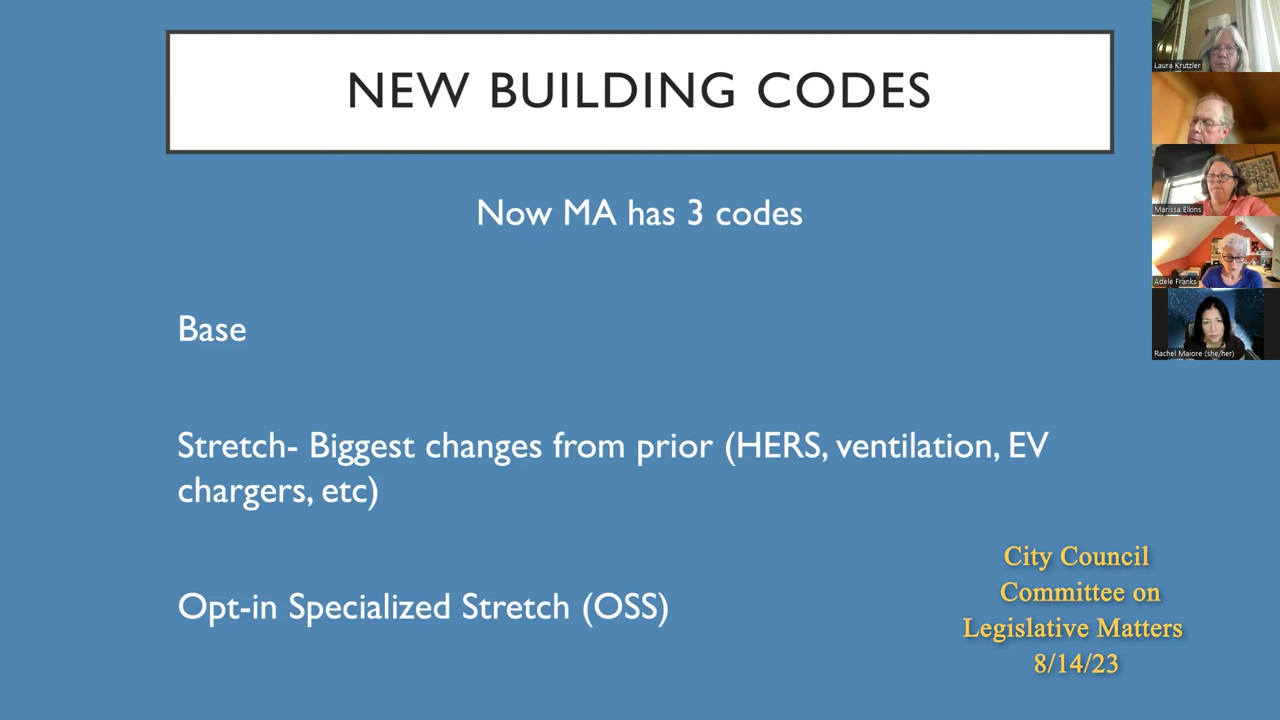 NEW BUILDING CODES
Now MA has 3 codes
Base
Stretch- Biggest changes from prior (HERS, ventilation, EV
chargers, etc)
Opt-in Specialized Stretch (OSS)
City Council
Committee on
Legislative Matters
8/14/23
Laura Krutzler
Marissa Elkins
Adele Franks
Rachel Maiore (she/her)